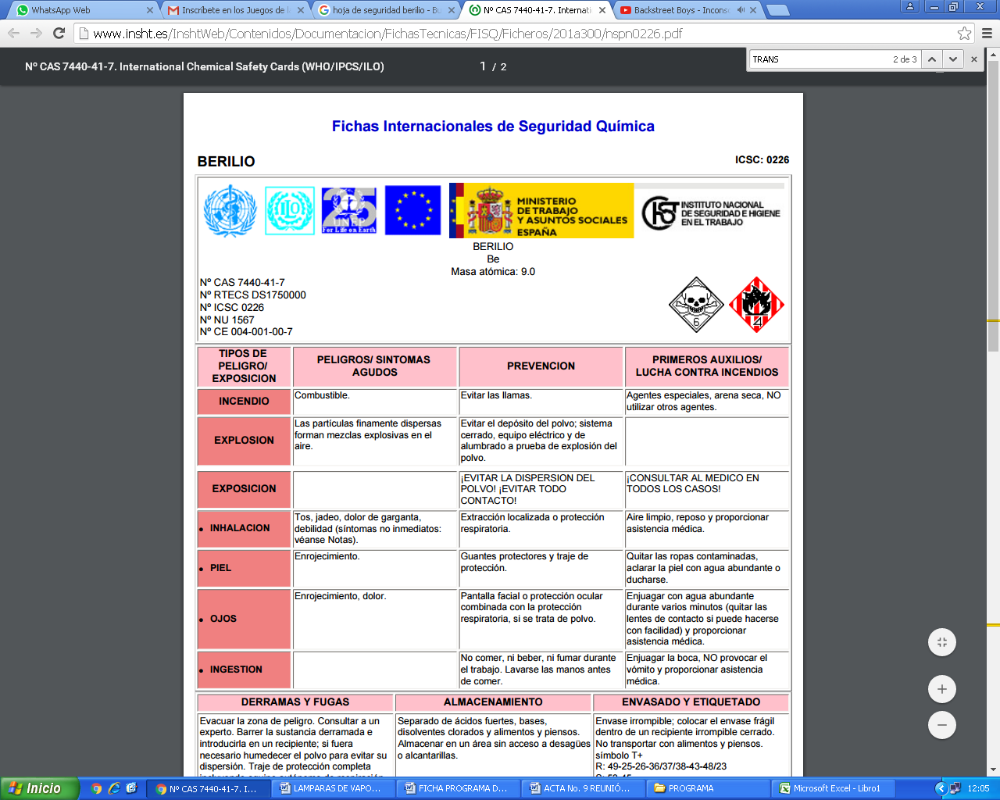 WhatsApp Web
Inscríbete en los Juegos de l
hoja de seguridad berilio - Bu
Nº CAS 7440-41-7. Internati
Backstreet Boys - Incons
www.insht.es/InshtWeb/Contenidos/Documentacion/FichasTecnicas/FISQ/Ficheros/201a300/nspn0226.pdf
Nº CAS 7440-41-7. International Chemical Safety Cards (WHO/IPCS/ILO)
1 / 2
TRANS
2 de 3
Fichas Internacionales de Seguridad Química
BERILIO
ICSC: 0226
ILO
25
UNEP
For Life on Earth
MINISTERIO
DE TRABAJO
Y ASUNTOS SOCIALES
ESPAÑA
INSTITUTO NACIONAL
DE SEGURIDAD E HIGIENE
EN EL TRABAJO
BERILIO
Be
Masa atómica: 9.0
Nº CAS 7440-41-7
Nº RTECS DS1750000
Nº ICSC 0226
Nº NU 1567
Nº CE 004-001-00-7
6
4
TIPOS DE
PELIGRO/
EXPOSICION
PELIGROS/ SINTOMAS
AGUDOS
PREVENCION
PRIMEROS AUXILIOS/
LUCHA CONTRA INCENDIOS
INCENDIO
Combustible.
Evitar las llamas.
Agentes especiales, arena seca, NO
utilizar otros agentes.
EXPLOSION
Las partículas finamente dispersas
forman mezclas explosivas en el
aire.
Evitar el depósito del polvo; sistema
cerrado, equipo eléctrico y de
alumbrado a prueba de explosión del
polvo.
EXPOSICION
¡EVITAR LA DISPERSION DEL
POLVO! ¡EVITAR TODO
CONTACTO!
¡CONSULTAR AL MEDICO EN
TODOS LOS CASOS!
• INHALACION
Tos, jadeo, dolor de garganta,
debilidad (síntomas no inmediatos:
véanse Notas).
Extracción localizada o protección
respiratoria.
Aire limpio, reposo y proporcionar
asistencia médica.
• PIEL
Enrojecimiento.
Guantes protectores y traje de
protección.
Quitar las ropas contaminadas,
aclarar la piel con agua abundante o
ducharse.
• OJOS
Enrojecimiento, dolor.
Pantalla facial o protección ocular
combinada con la protección
respiratoria, si se trata de polvo.
Enjuagar con agua abundante
durante varios minutos (quitar las
lentes de contacto si puede hacerse
con facilidad) y proporcionar
asistencia médica.
• INGESTION
No comer, ni beber, ni fumar durante
el trabajo. Lavarse las manos antes
de comer.
Enjuagar la boca, NO provocar el
vómito y proporcionar asistencia
médica.
DERRAMAS Y FUGAS
ALMACENAMIENTO
ENVASADO Y ETIQUETADO
Evacuar la zona de peligro. Consultar a un
experto. Barrer la sustancia derramada e
introducirla en un recipiente; si fuera
necesario humedecer el polvo para evitar su
dispersión. Traje de protección completa
Separado de ácidos fuertes, bases,
disolventes clorados y alimentos y piensos.
Almacenar en un área sin acceso a desagües
o alcantarillas.
Envase irrompible; colocar el envase frágil
dentro de un recipiente irrompible cerrado.
No transportar con alimentos y piensos.
símbolo T+
R: 49-25-26-36/37/38-43-48/23
Inicio
Nº CAS 7440-41-7. I...
LAMPARAS DE VAPO...
FICHA PROGRAMA D...
ACTA No. 9 REUNIÓ...
PROGRAMA
Microsoft Excel - Libro1
12:05